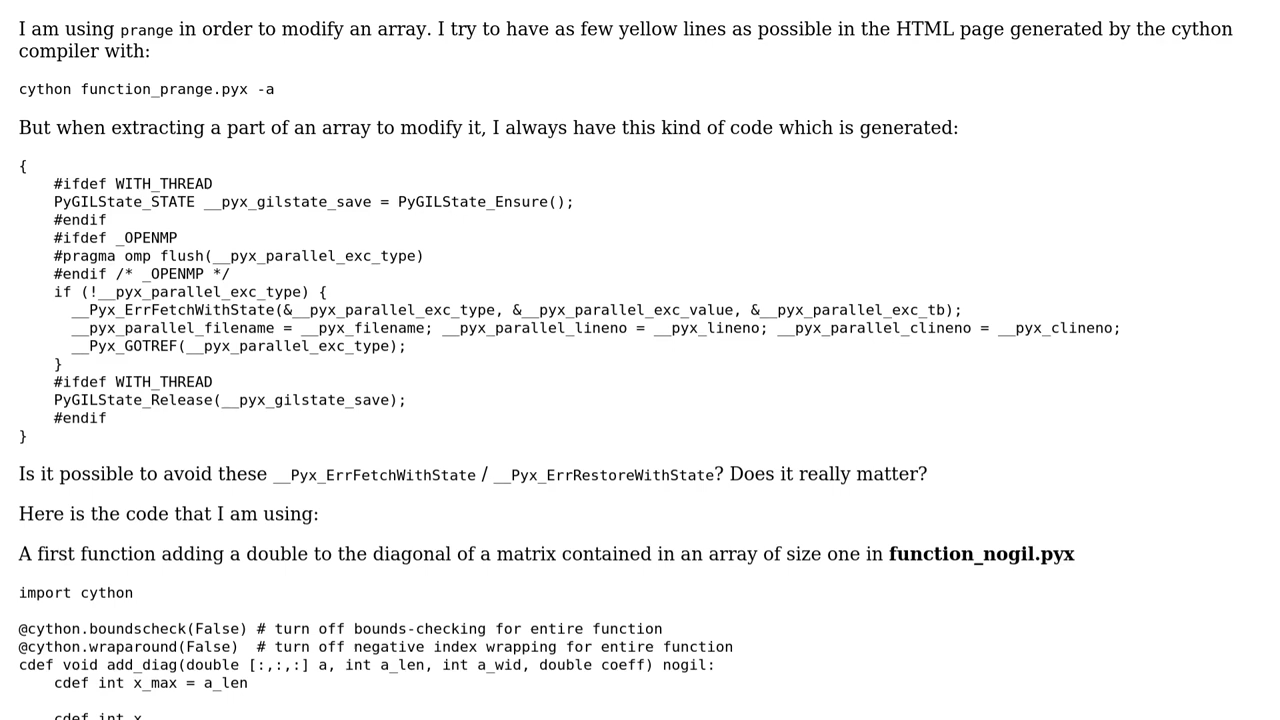 I am using prange in order to modify an array. I try to have as few yellow lines as possible in the HTML page generated by the cython
compiler with:
cython function_prange.pyx -a
But when extracting a part of an array to modify it, I always have this kind of code which is generated:
{
    #ifdef WITH_THREAD
    PyGILState_STATE __pyx_gilstate_save = PyGILState_Ensure();
    #endif
    #ifdef _OPENMP
    #pragma omp flush(__pyx_parallel_exc_type)
    #endif /* _OPENMP */
    if (!__pyx_parallel_exc_type) {
      __Pyx_ErrFetchWithState(&__pyx_parallel_exc_type, &__pyx_parallel_exc_value, &__pyx_parallel_exc_tb);
      __pyx_parallel_filename = __pyx_filename; __pyx_parallel_lineno = __pyx_lineno; __pyx_parallel_clineno = __pyx_clineno;
      __Pyx_GOTREF(__pyx_parallel_exc_type);
    }
    #ifdef WITH_THREAD
    PyGILState_Release(__pyx_gilstate_save);
    #endif
}
Is it possible to avoid these __Pyx_ErrFetchWithState / __Pyx_ErrRestoreWithState? Does it really matter?
Here is the code that I am using:
A first function adding a double to the diagonal of a matrix contained in an array of size one in function_nogil.pyx
import cython
@cython.boundscheck(False) # turn off bounds-checking for entire function
@cython.wraparound(False)  # turn off negative index wrapping for entire function
cdef void add_diag(double [:,:,:] a, int a_len, int a_wid, double coeff) nogil:
    cdef int x_max = a_len
    cdef int x